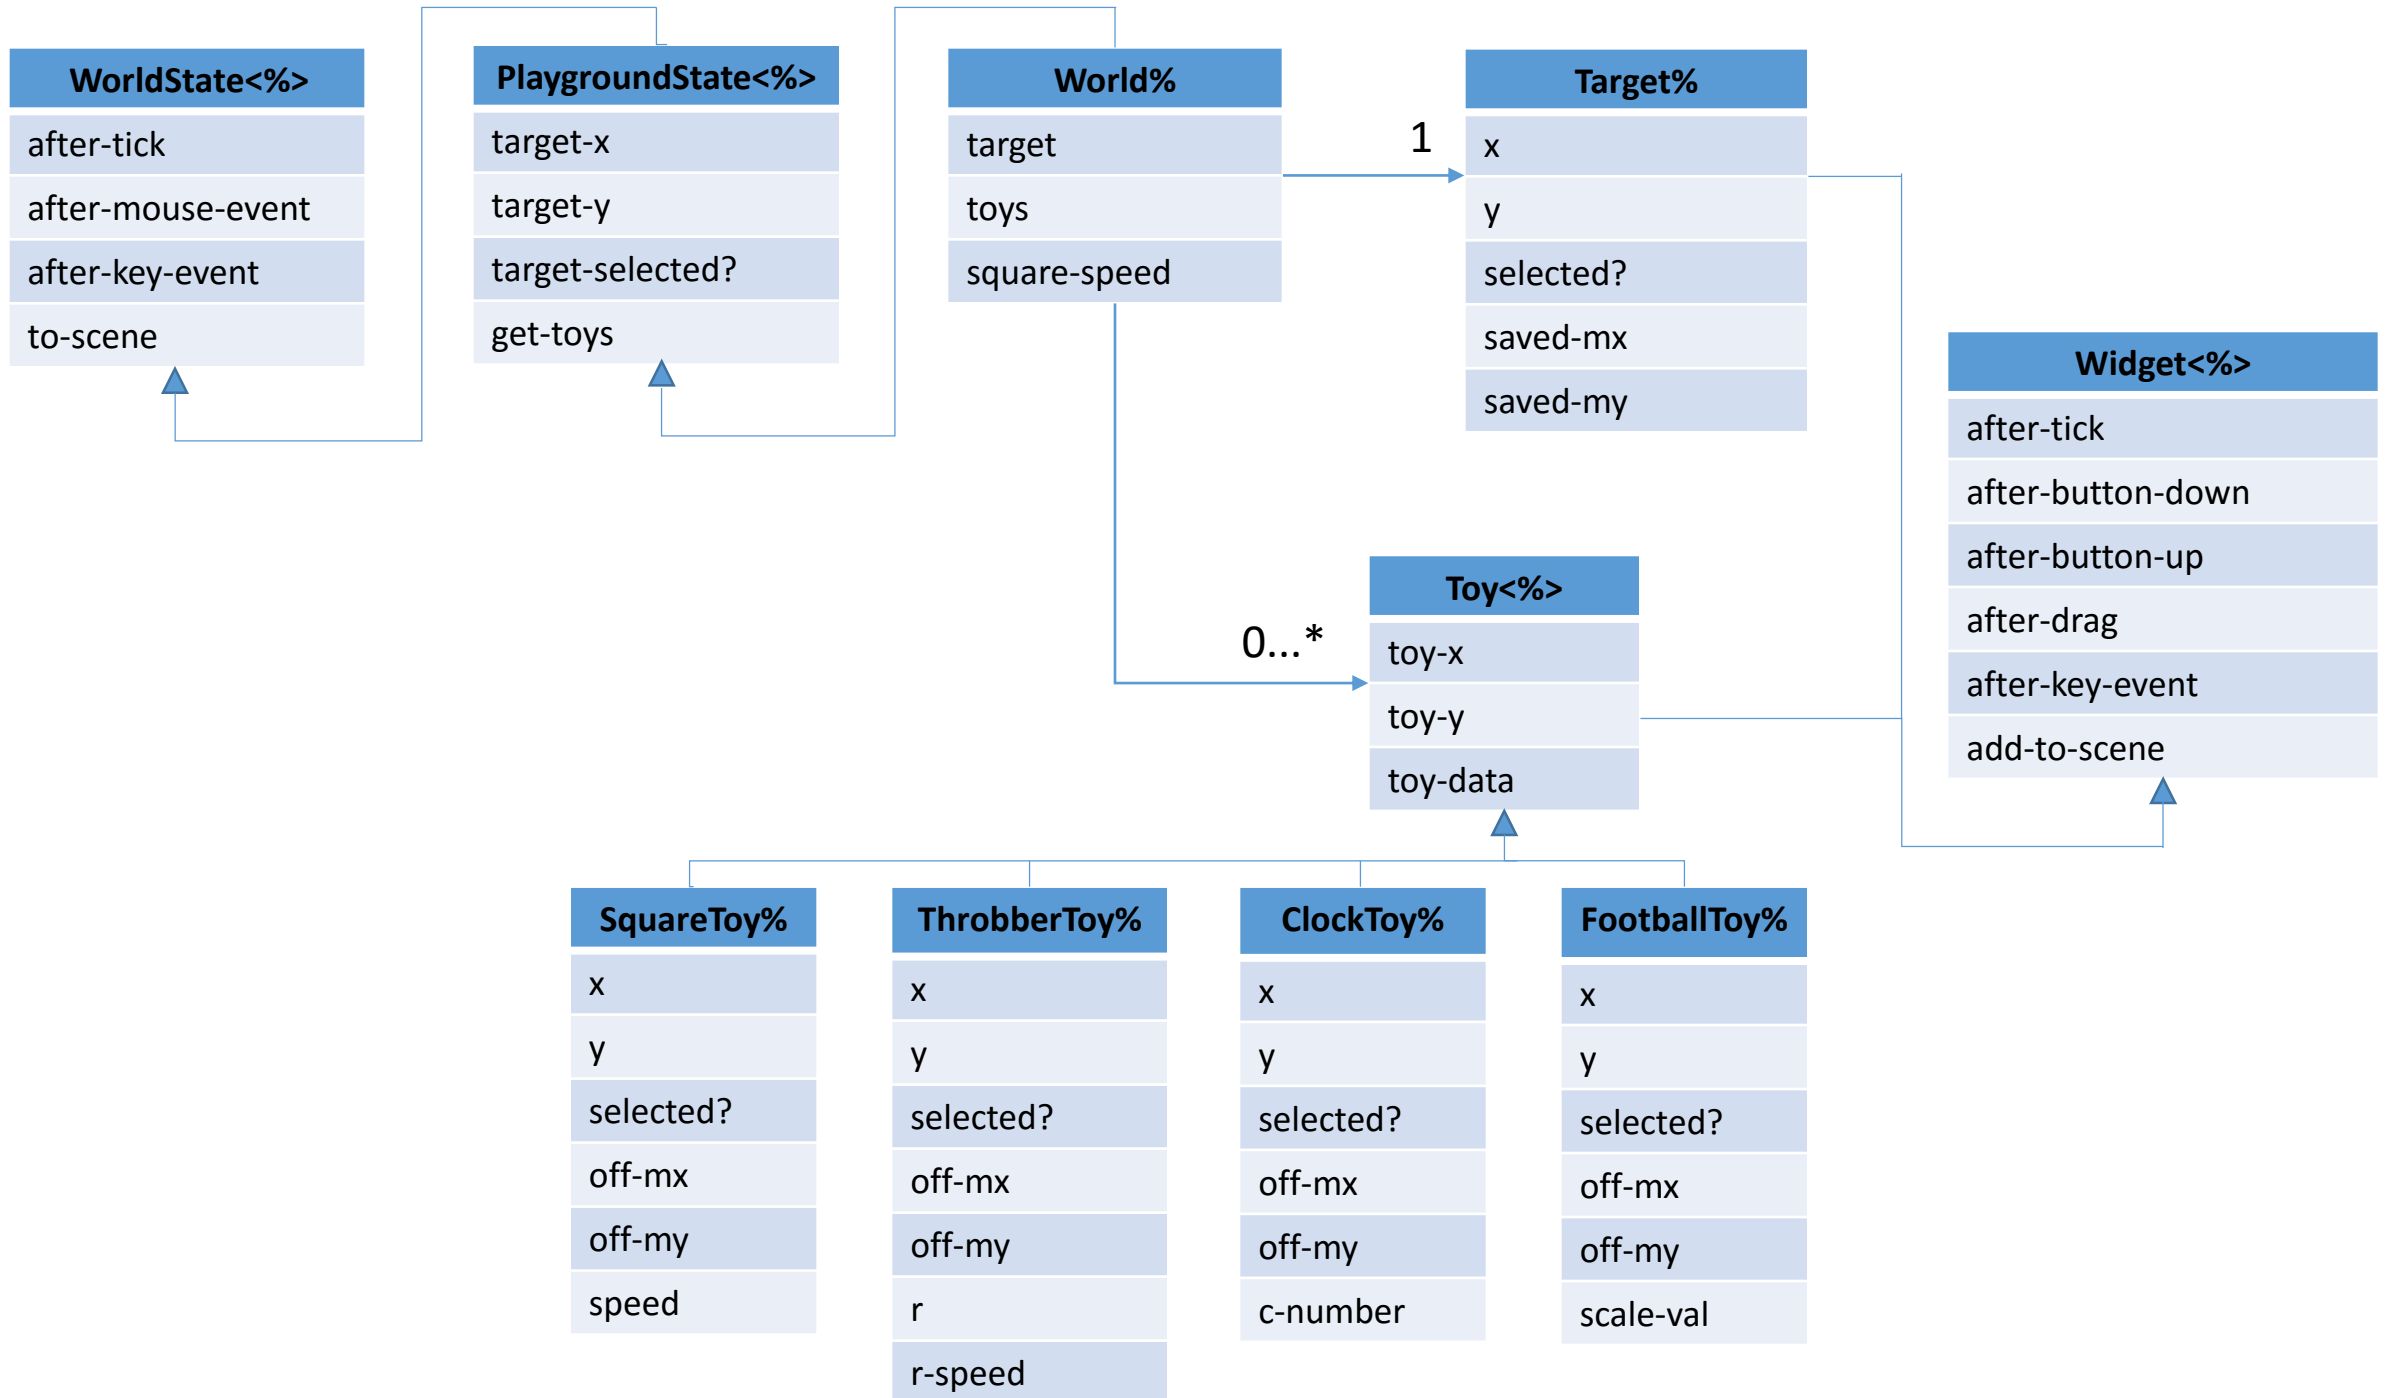 WorldState<%>
after-tick
after-mouse-event
after-key-event
to-scene
PlaygroundState<%>
target-x
target-y
target-selected?
get-toys
World%
target
toys
square-speed
1
Target%
x
y
selected?
saved-mx
saved-my
Widget<%>
after-tick
after-button-down
after-button-up
after-drag
after-key-event
add-to-scene
0...*
Toy<%>
toy-x
toy-y
toy-data
SquareToy%
x
y
selected?
off-mx
off-my
speed
ThrobberToy%
x
y
selected?
off-mx
off-my
r
r-speed
ClockToy%
x
y
selected?
off-mx
off-my
c-number
FootballToy%
x
y
selected?
off-mx
off-my
scale-val